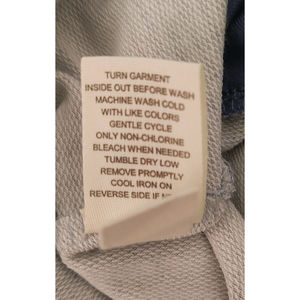 TURN GARMENT
INSIDE OUT BEFORE WASH
MACHINE WASH COLD
WITH LIKE COLORS
GENTLE CYCLE
ONLY NON-CHLORINE
BLEACH WHEN NEEDED
TUMBLE DRY LOW
REMOVE PROMPTLY
COOL IRON ON
REVERSE SIDE IF